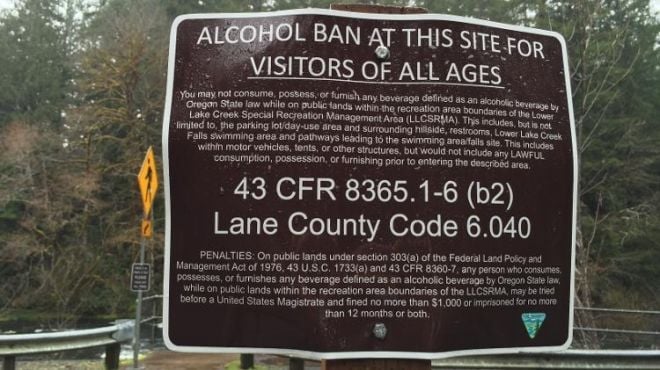 ALCOHOL BAN AT THIS SITE FOR
VISITORS OF ALL AGES
You may not consume, possess, or furnish any beverage defined as an alcoholic beverage by
Oregon State law while on public lands within the recreation area boundaries of the Lower
Lake Creek Special Recreation Management Area (LLCSRMA). This includes, but is not
limited to, the parking lot/day-use area and surrounding hillside, restrooms, Lower Lake Creek
Falls swimming area and pathways leading to the swimming area/falls site. This includes
within motor vehicles, tents, or other structures, but would not include any LAWFUL
consumption, possession, or furnishing prior to entering the described area.
43 CFR 8365.1-6 (b2)
Lane County Code 6.040
PENALTIES: On public lands under section 303(a) of the Federal Land Policy and
Management Act of 1976, 43 U.S.C. 1733(a) and 43 CFR 8360-7, any person who consumes,
possesses, or furnishes any beverage defined as an alcoholic beverage by Oregon State law,
while on public lands within the recreation area boundaries of the LLCSRMA, may be tried
before a United States Magistrate and fined no more than $1,000 or imprisoned for no more
than 12 months or both.